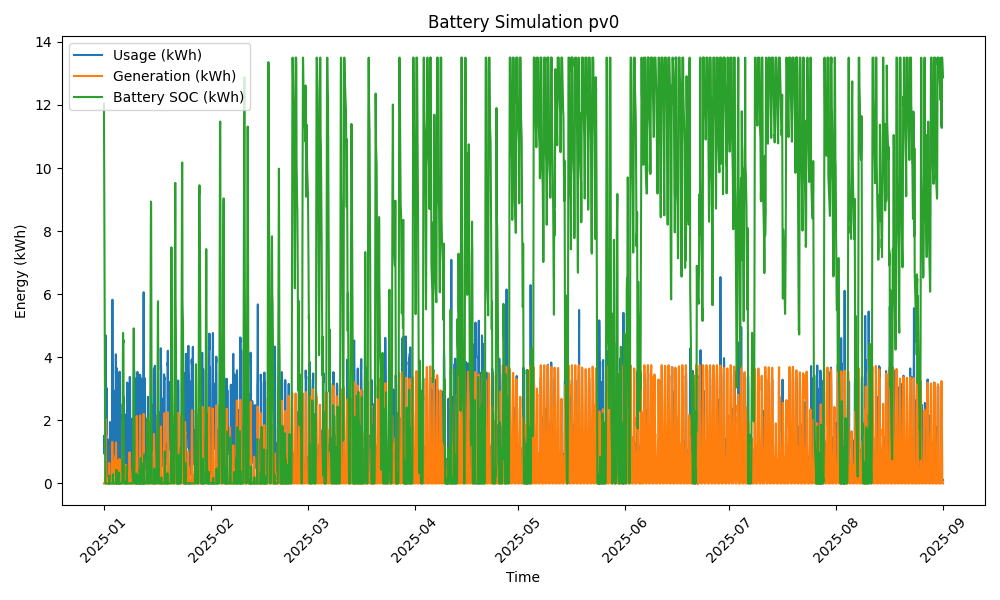 Battery Simulation pv0
Usage (kWh)
Generation (kWh)
Battery SOC (kWh)
Energy (kWh)
14
12
10
8
6
4
2
0
2025-01
2025-02
2025-03
2025-04
2025-05
2025-06
2025-07
2025-08
2025-09
Time